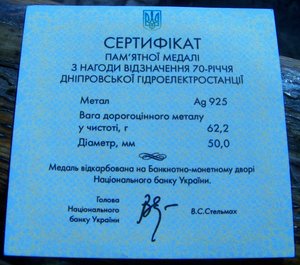 СЕРТИФІКАТ
ПАМ'ЯТНОЇ МЕДАЛІ
З НАГОДИ ВІДЗНАЧЕННЯ 70-РІЧЧЯ
ДНІПРОВСЬКОЇ ГІДРОЕЛЕКТРОСТАНЦІЇ
Метал Ag 925
Вага дорогоцінного металу
у чистоті, г 62,2
Діаметр, мм 50,0
Медаль відкарбована на Банкнотно-монетному дворі
Національного банку України.
Голова
Національного
банку України В.С.Стельмах